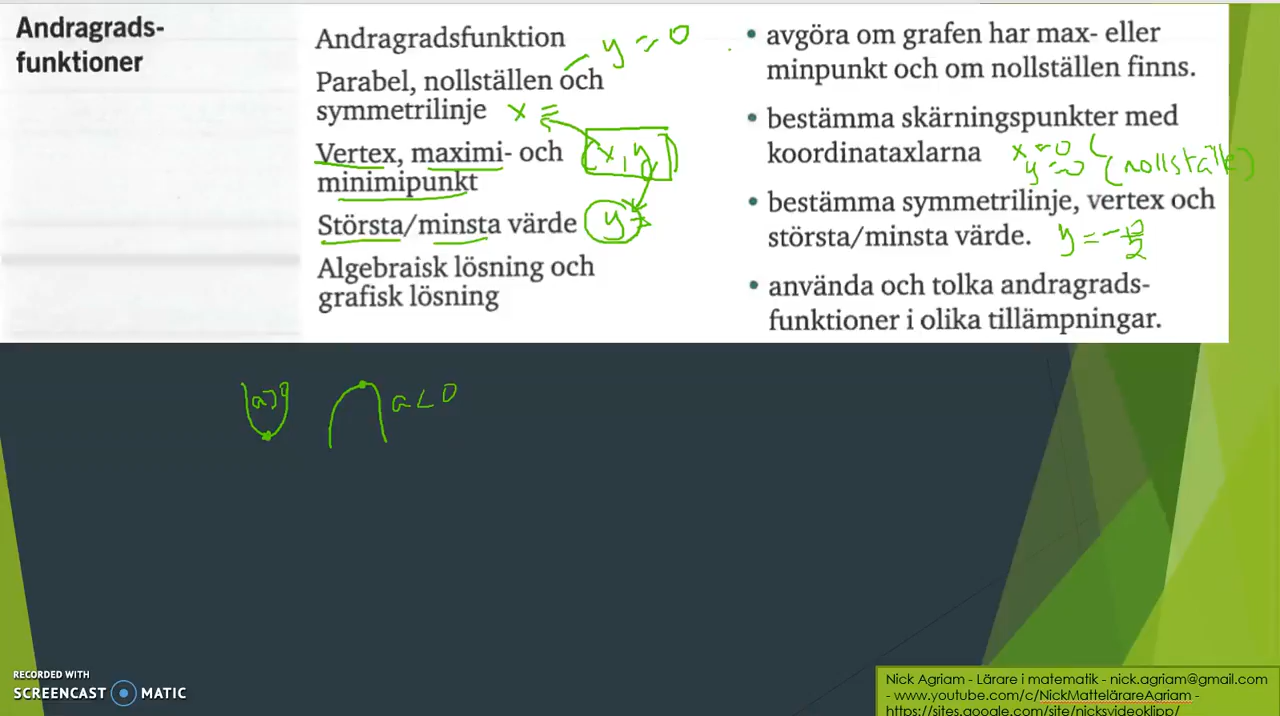 Andragrads-
funktioner
Andragradsfunktion
y = 0
Parabel, nollställen och
symmetrilinje x =
Vertex, maximi- och (x, y)
minimipunkt
Största/minsta värde y =
Algebraisk lösning och
grafisk lösning
• avgöra om grafen har max- eller
minpunkt och om nollställen finns.
• bestämma skärningspunkter med
koordinataxlarna x = 0
y = 0 (nollställe)
• bestämma symmetrilinje, vertex och
största/minsta värde.
• använda och tolka andragrads-
funktioner i olika tillämpningar.
a > 0
a < 0
RECORDED WITH
SCREENCAST MATIC
Nick Agriam - Lärare i matematik - nick.agriam@gmail.com
- www.youtube.com/c/NickMattelärareAgriam -
https://sites.google.com/site/nicksvideoklipp/